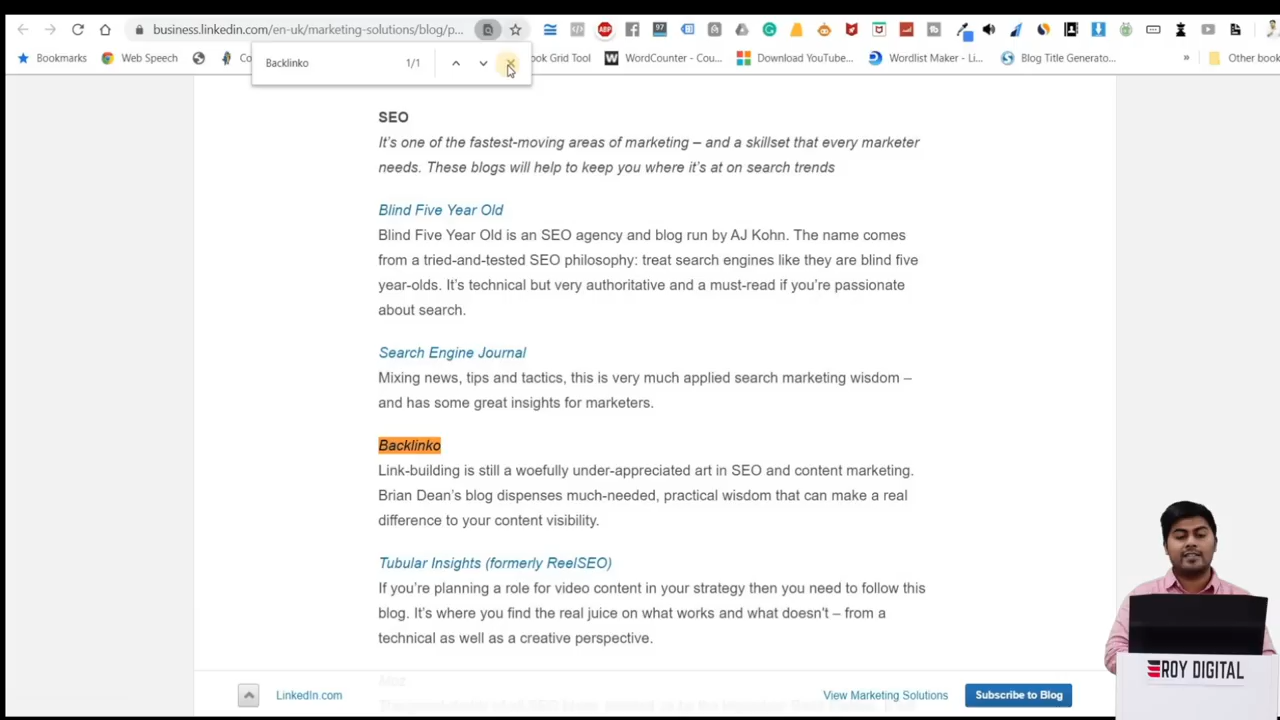 business.linkedin.com/en-uk/marketing-solutions/blog/p...
97
ABP
Bookmarks
Web Speech
Co
ook Grid Tool
WordCounter - Cou...
Download YouTube...
Wordlist Maker - Li...
Blog Title Generato...
»
Other book
Backlinko
1/1
SEO
It's one of the fastest-moving areas of marketing – and a skillset that every marketer
needs. These blogs will help to keep you where it's at on search trends
Blind Five Year Old
Blind Five Year Old is an SEO agency and blog run by AJ Kohn. The name comes
from a tried-and-tested SEO philosophy: treat search engines like they are blind five
year-olds. It's technical but very authoritative and a must-read if you're passionate
about search.
Search Engine Journal
Mixing news, tips and tactics, this is very much applied search marketing wisdom –
and has some great insights for marketers.
Backlinko
Link-building is still a woefully under-appreciated art in SEO and content marketing.
Brian Dean's blog dispenses much-needed, practical wisdom that can make a real
difference to your content visibility.
Tubular Insights (formerly ReelSEO)
If you're planning a role for video content in your strategy then you need to follow this
blog. It's where you find the real juice on what works and what doesn't – from a
technical as well as a creative perspective.
Moz
LinkedIn.com
View Marketing Solutions
Subscribe to Blog
ROY DIGITAL